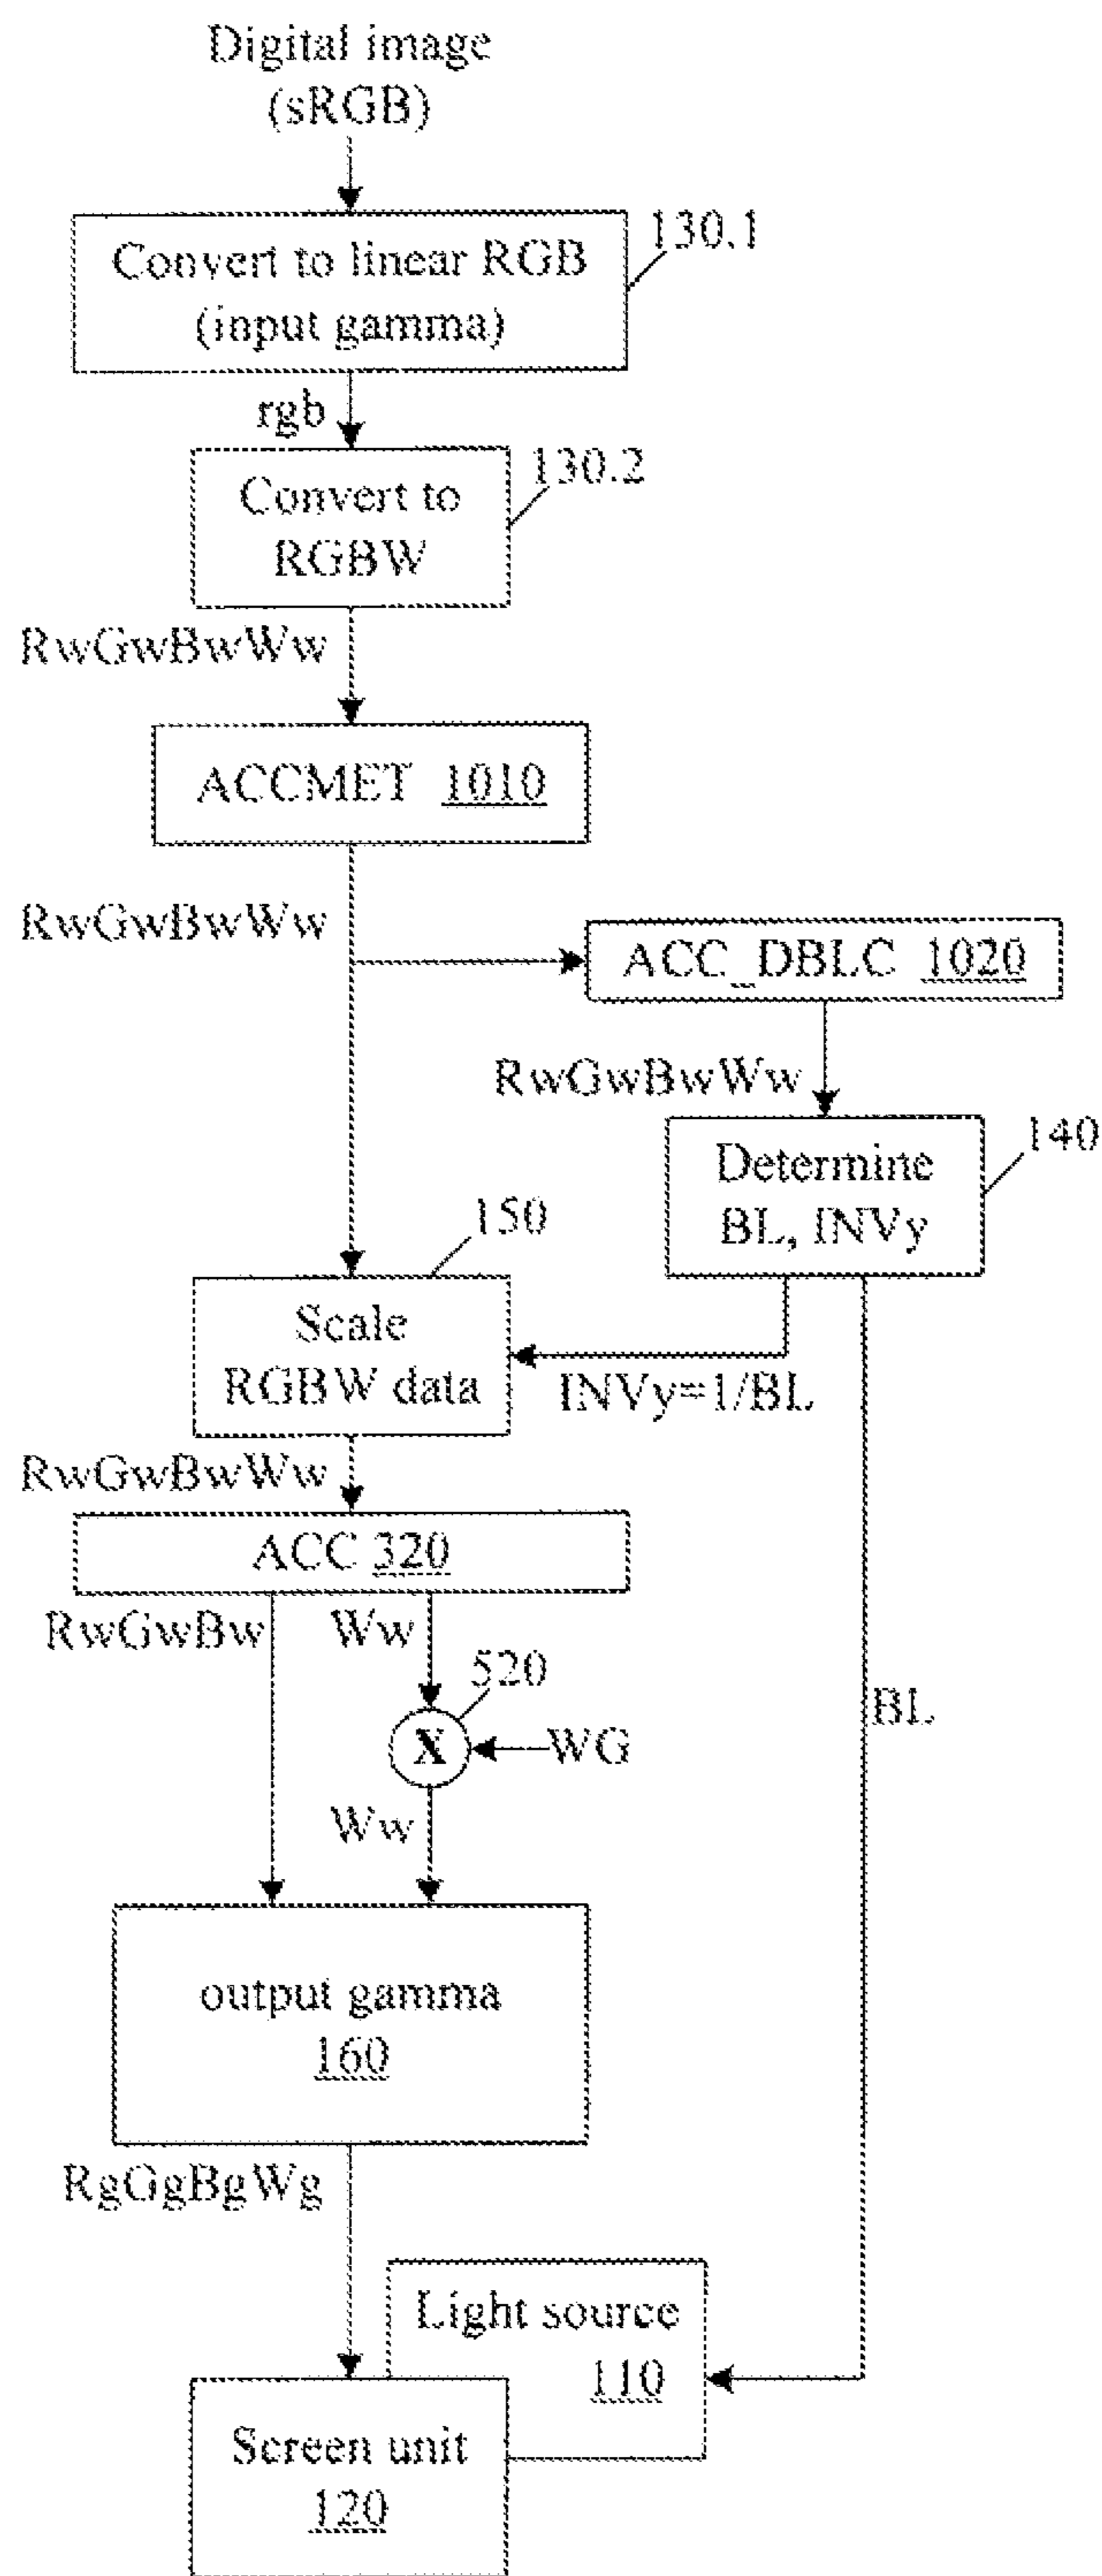 Digital image
(sRGB)
130.1
Convert to linear RGB
(input gamma)
rgb
130.2
Convert to
RGBW
RwGwBwWw
ACCMET 1010
RwGwBwWw
ACC_DBLC 1020
RwGwBwWw
140
Determine
BL, INVy
150
Scale
RGBW data
INVy=1/BL
RwGwBwWw
ACC 320
RwGwBw
Ww
520
BL
X
WG
Ww
output gamma
160
RgGgBgWg
Light source
110
Screen unit
120